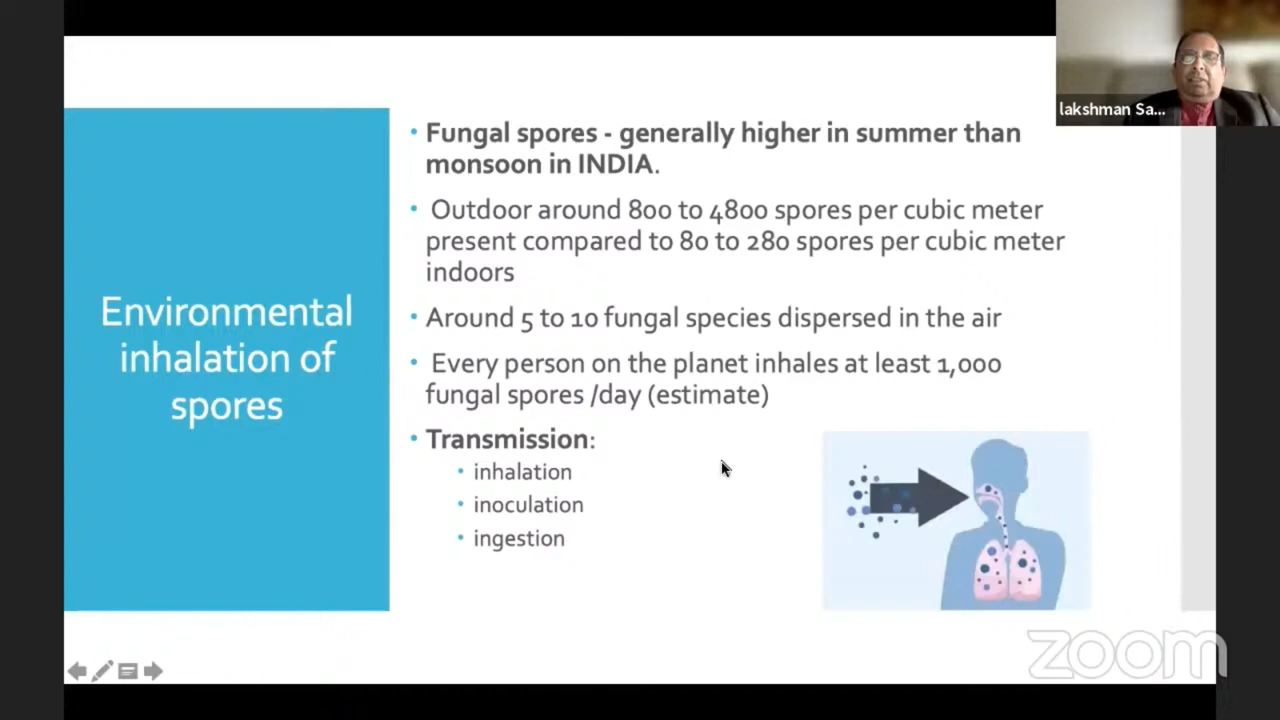 lakshman Sa...
Environmental
inhalation of
spores
• Fungal spores - generally higher in summer than
monsoon in INDIA.
• Outdoor around 800 to 4800 spores per cubic meter
present compared to 80 to 280 spores per cubic meter
indoors
• Around 5 to 10 fungal species dispersed in the air
• Every person on the planet inhales at least 1,000
fungal spores /day (estimate)
• Transmission:
• inhalation
• inoculation
• ingestion
zoom